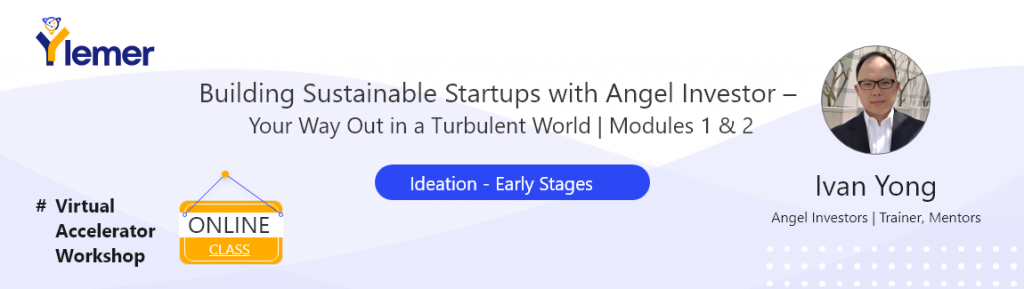 Ylemer
Building Sustainable Startups with Angel Investor –
Your Way Out in a Turbulent World | Modules 1 & 2
Ideation - Early Stages
# Virtual
Accelerator
Workshop
ONLINE
CLASS
Ivan Yong
Angel Investors | Trainer, Mentors